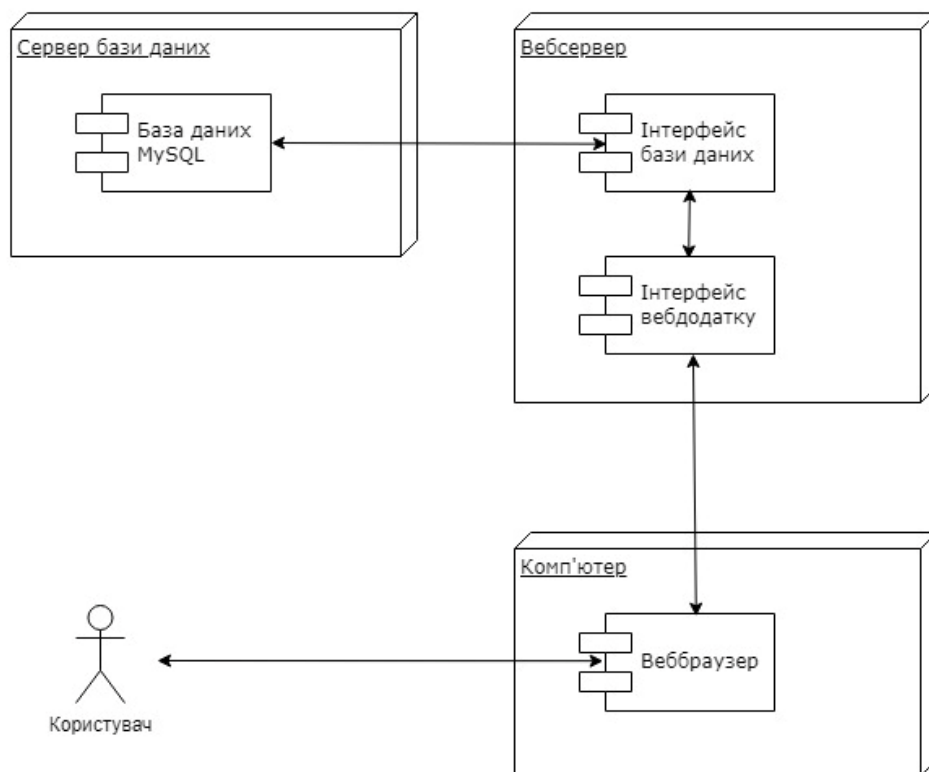 Сервер бази даних
База даних
MySQL
Вебсервер
Інтерфейс
бази даних
Інтерфейс
вебдодатку
Комп'ютер
Веббраузер
Користувач